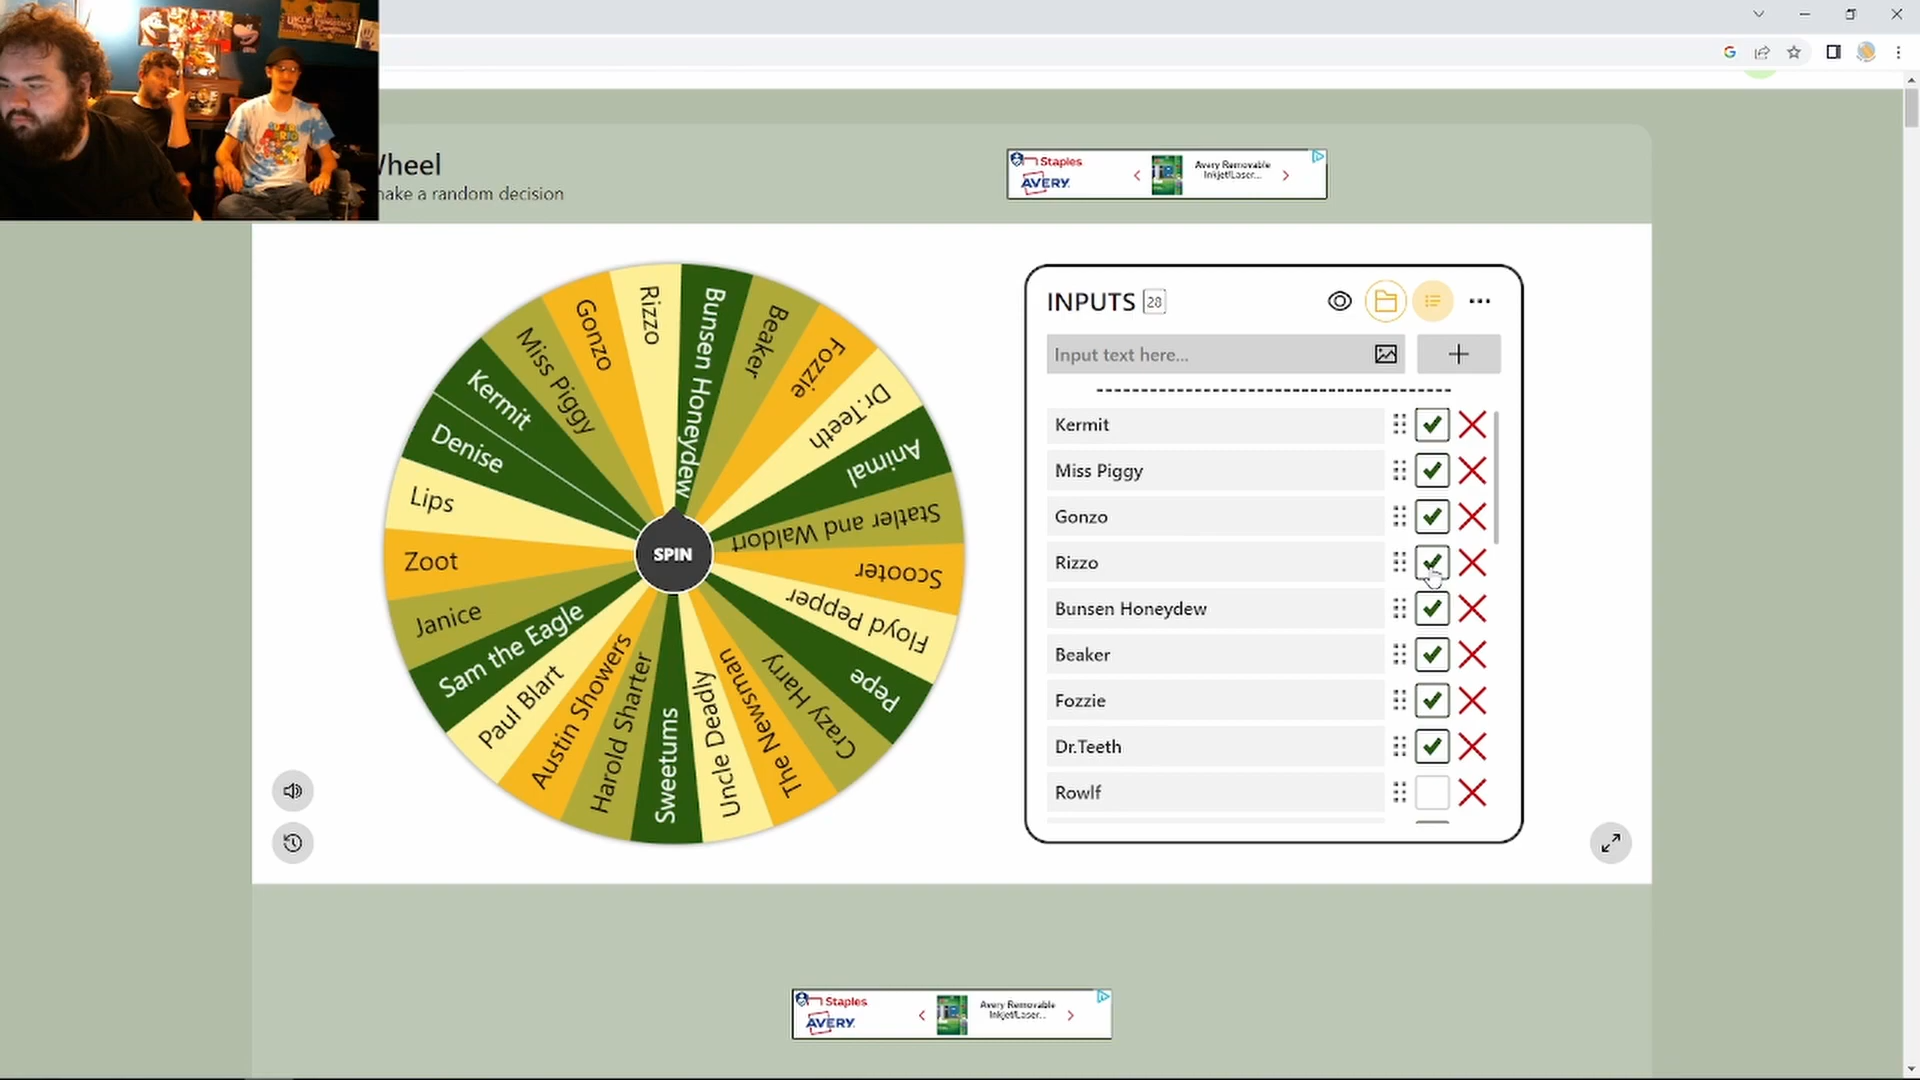 Wheel
make a random decision
Staples
AVERY
Avery Removable
Inkjet/Laser...
Rizzo
Bunsen Honeydew
Beaker
Fozzie
Dr.Teeth
Animal
Statler and Waldorf
Scooter
Floyd Pepper
Pepe
Crazy Harry
The Newsman
Uncle Deadly
Sweetums
Harold Sharter
Austin Showers
Paul Blart
Sam the Eagle
Janice
Zoot
Lips
Denise
Kermit
Miss Piggy
Gonzo
SPIN
INPUTS 28
Input text here...
Kermit
Miss Piggy
Gonzo
Rizzo
Bunsen Honeydew
Beaker
Fozzie
Dr.Teeth
Rowlf
Staples
AVERY
Avery Removable
Inkjet/Laser...